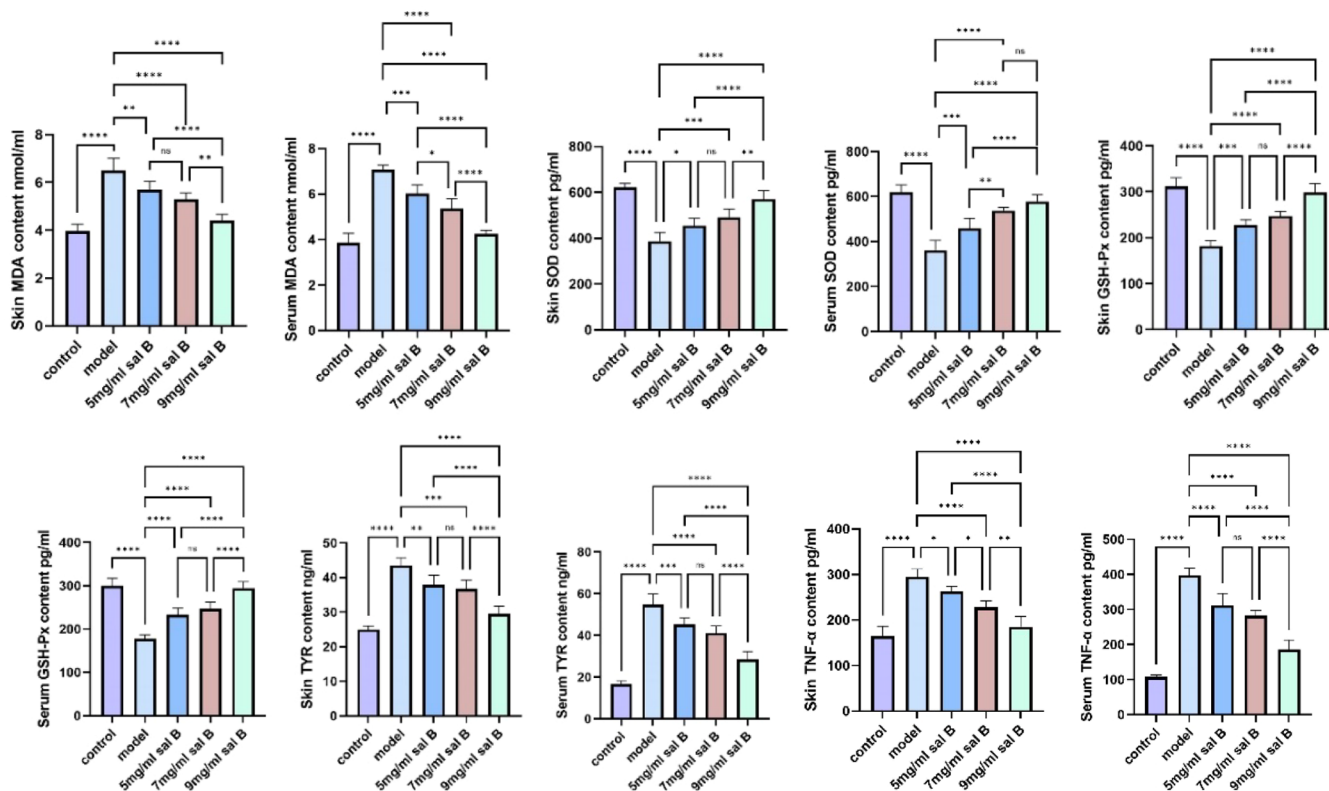 Skin MDA content nmol/ml
8
6
4
2
0
**** ** **** **** ns **** **
control
model
5mg/ml sal B
7mg/ml sal B
9mg/ml sal B
Serum MDA content nmol/ml
8
6
4
2
0
**** *** **** **** * **** ****
control
model
5mg/ml sal B
7mg/ml sal B
9mg/ml sal B
Skin SOD content pg/ml
800
600
400
200
0
**** * *** **** ns **** **
control
model
5mg/ml sal B
7mg/ml sal B
9mg/ml sal B
Serum SOD content pg/ml
800
600
400
200
0
**** *** **** **** ** **** ns
control
model
5mg/ml sal B
7mg/ml sal B
9mg/ml sal B
Skin GSH-Px content pg/ml
400
300
200
100
0
**** *** **** **** ns **** ****
control
model
5mg/ml sal B
7mg/ml sal B
9mg/ml sal B
Serum GSH-Px content pg/ml
400
300
200
100
0
**** **** **** **** ns **** ****
control
model
5mg/ml sal B
7mg/ml sal B
9mg/ml sal B
Skin TYR content ng/ml
50
40
30
20
10
0
**** ** *** **** ns **** ****
control
model
5mg/ml sal B
7mg/ml sal B
9mg/ml sal B
Serum TYR content ng/ml
80
60
40
20
0
**** *** **** **** ns **** ****
control
model
5mg/ml sal B
7mg/ml sal B
9mg/ml sal B
Skin TNF-α content pg/ml
400
300
200
100
0
**** * **** **** * **** **
control
model
5mg/ml sal B
7mg/ml sal B
9mg/ml sal B
Serum TNF-α content pg/ml
500
400
300
200
100
0
**** **** **** **** ns **** ****
control
model
5mg/ml sal B
7mg/ml sal B
9mg/ml sal B